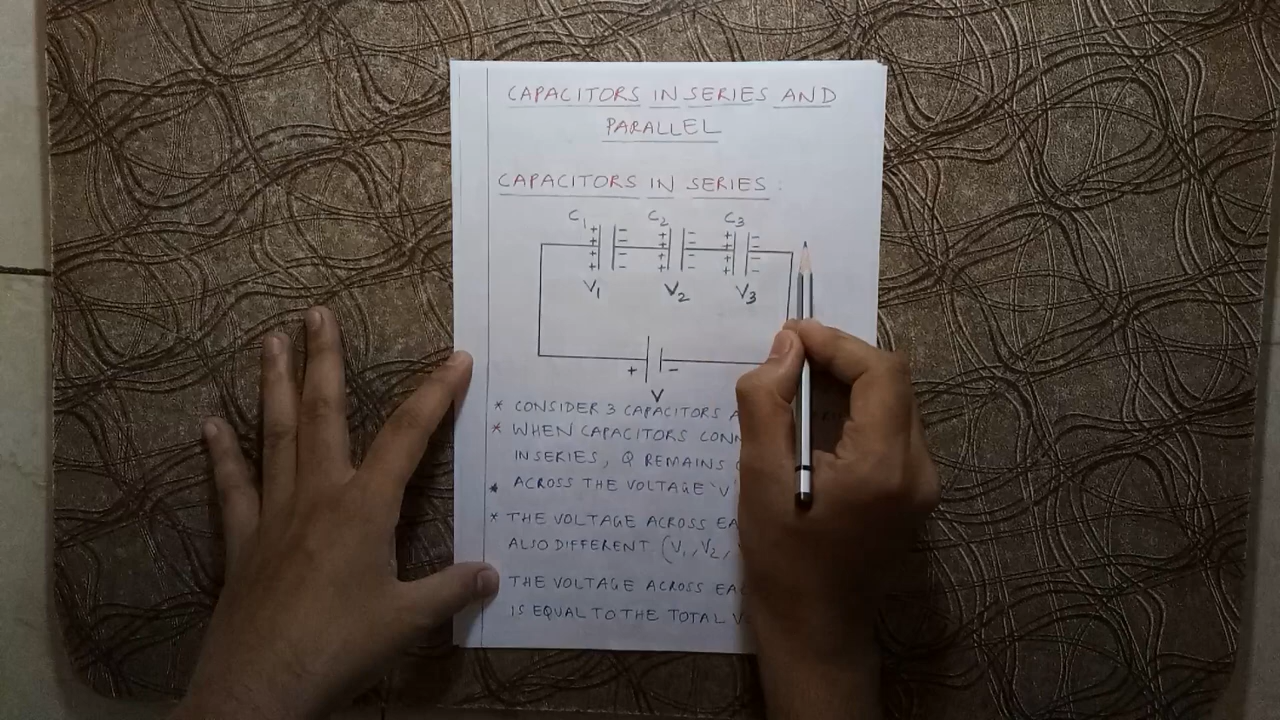 CAPACITORS IN SERIES AND
PARALLEL
CAPACITORS IN SERIES :
C1 C2 C3
V1 V2 V3
+ -
V
* CONSIDER 3 CAPACITORS
* WHEN CAPACITORS
IN SERIES, Q REMAINS
* ACROSS THE VOLTAGE 'V'
* THE VOLTAGE ACROSS
ALSO DIFFERENT (V1, V2,
THE VOLTAGE ACROSS
IS EQUAL TO THE TOTAL